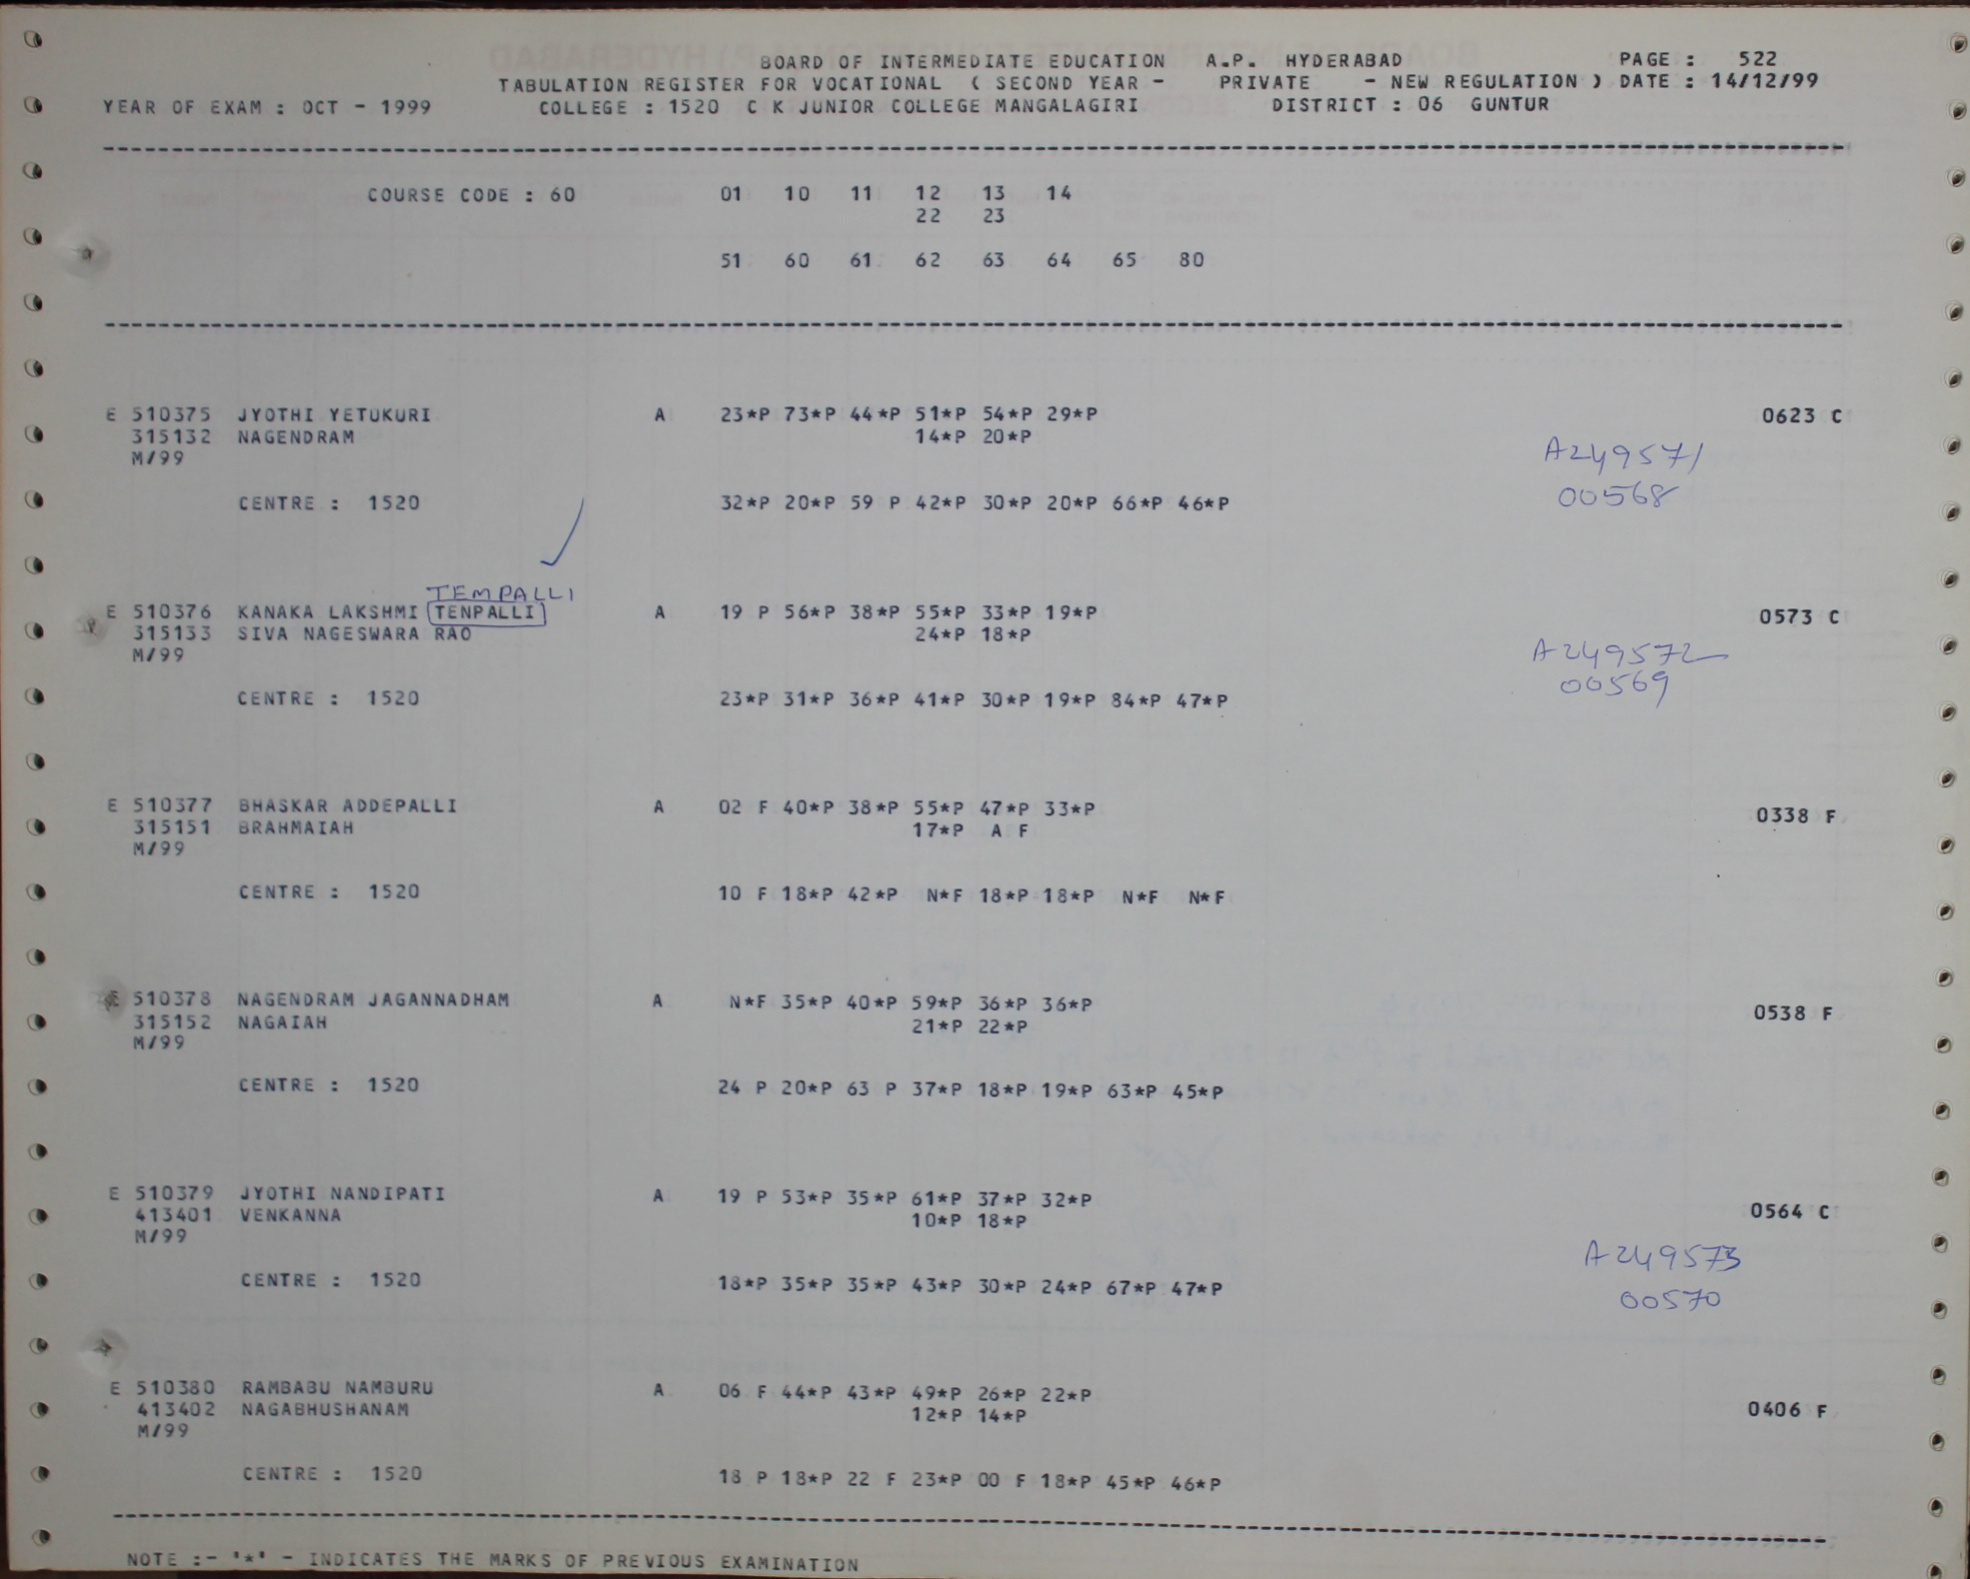 BOARD OF INTERMEDIATE EDUCATION A.P. HYDERABAD PAGE : 522
TABULATION REGISTER FOR VOCATIONAL ( SECOND YEAR - PRIVATE - NEW REGULATION ) DATE : 14/12/99
YEAR OF EXAM : OCT - 1999 COLLEGE : 1520 C K JUNIOR COLLEGE MANGALAGIRI DISTRICT : 06 GUNTUR
COURSE CODE : 60 01 10 11 12 13 14
22 23
51 60 61 62 63 64 65 80
E 510375 JYOTHI YETUKURI A 23*P 73*P 44*P 51*P 54*P 29*P 0623 C
315132 NAGENDRAM 14*P 20*P
M/99 A249571
CENTRE : 1520 32*P 20*P 59 P 42*P 30*P 20*P 66*P 46*P 00568
TEMPALLI
E 510376 KANAKA LAKSHMI TENPALLI A 19 P 56*P 38*P 55*P 33*P 19*P 0573 C
315133 SIVA NAGESWARA RAO 24*P 18*P
M/99 A249572
00569
CENTRE : 1520 23*P 31*P 36*P 41*P 30*P 19*P 84*P 47*P
E 510377 BHASKAR ADDEPALLI A 02 F 40*P 38*P 55*P 47*P 33*P 0338 F
315151 BRAHMAIAH 17*P A F
M/99
CENTRE : 1520 10 F 18*P 42*P N*F 18*P 18*P N*F N*F
E 510378 NAGENDRAM JAGANNADHAM A N*F 35*P 40*P 59*P 36*P 36*P 0538 F
315152 NAGAIAH 21*P 22*P
M/99
CENTRE : 1520 24 P 20*P 63 P 37*P 18*P 19*P 63*P 45*P
E 510379 JYOTHI NANDIPATI A 19 P 53*P 35*P 61*P 37*P 32*P 0564 C
413401 VENKANNA 10*P 18*P
M/99 A249573
CENTRE : 1520 18*P 35*P 35*P 43*P 30*P 24*P 67*P 47*P 00570
E 510380 RAMBABU NAMBURU A 06 F 44*P 43*P 49*P 26*P 22*P 0406 F
413402 NAGABHUSHANAM 12*P 14*P
M/99
CENTRE : 1520 18 P 18*P 22 F 23*P 00 F 18*P 45*P 46*P
NOTE :- '*' - INDICATES THE MARKS OF PREVIOUS EXAMINATION